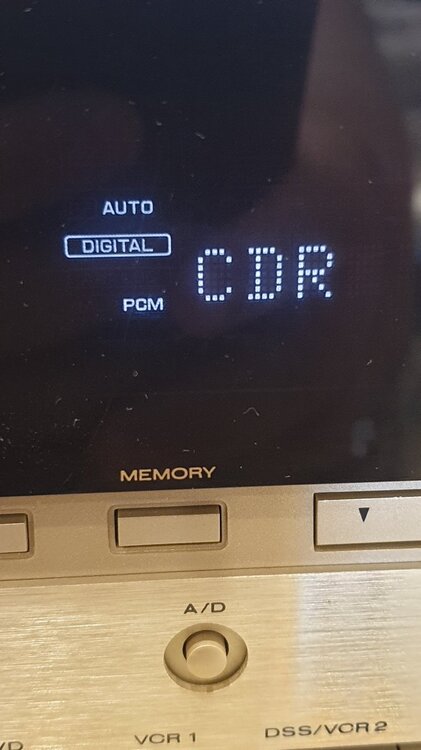 AUTO
DIGITAL
CDR
PCM
MEMORY
A/D
VCR 1
DSS/VCR 2